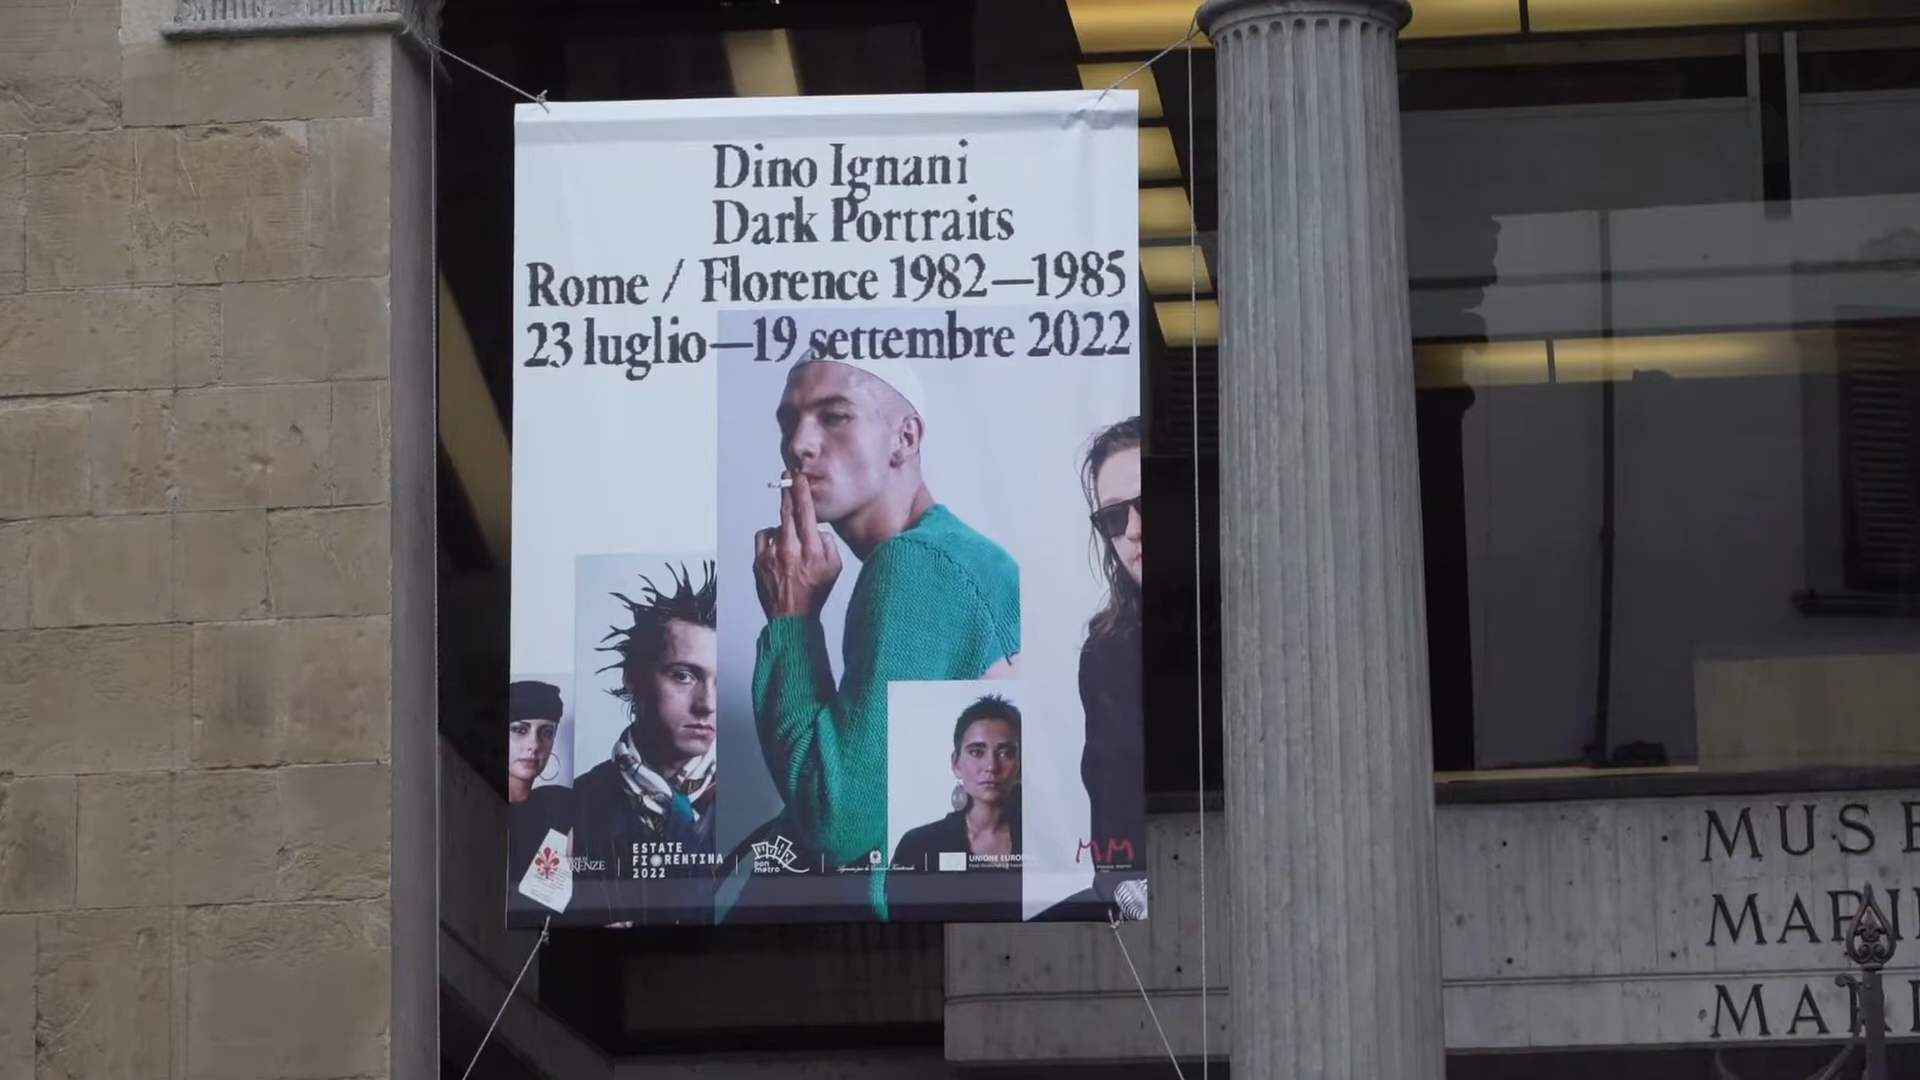 Dino Ignani
Dark Portraits
Rome / Florence 1982—1985
23 luglio—19 settembre 2022
ESTATE
FIORENTINA
2022
pon
metro
UNIONE
MM
MUSE
MARI
MARI